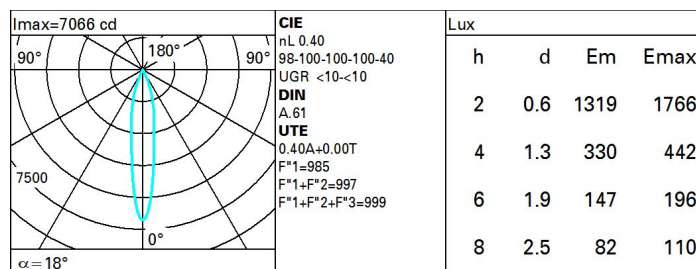 Imax=7066 cd
90°
180°
90°
7500
0°
α=18°
CIE
nL 0.40
98-100-100-100-40
UGR <10-<10
DIN
A.61
UTE
0.40A+0.00T
F"1=985
F"1+F"2=997
F"1+F"2+F"3=999
Lux
h d Em Emax
2 0.6 1319 1766
4 1.3 330 442
6 1.9 147 196
8 2.5 82 110